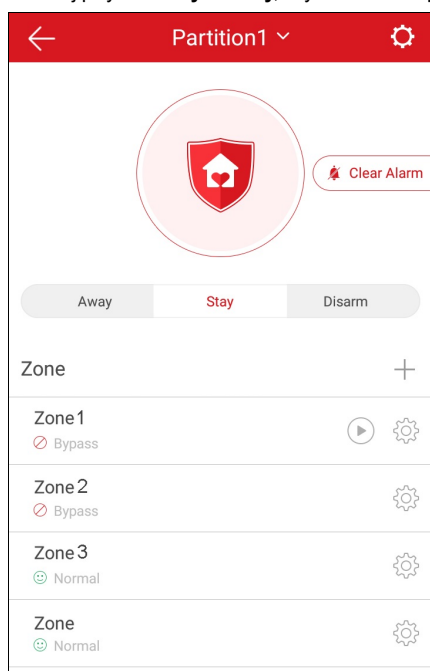 Partition1
Clear Alarm
Away Stay Disarm
Zone
Zone1
Bypass
Zone2
Bypass
Zone3
Normal
Zone
Normal